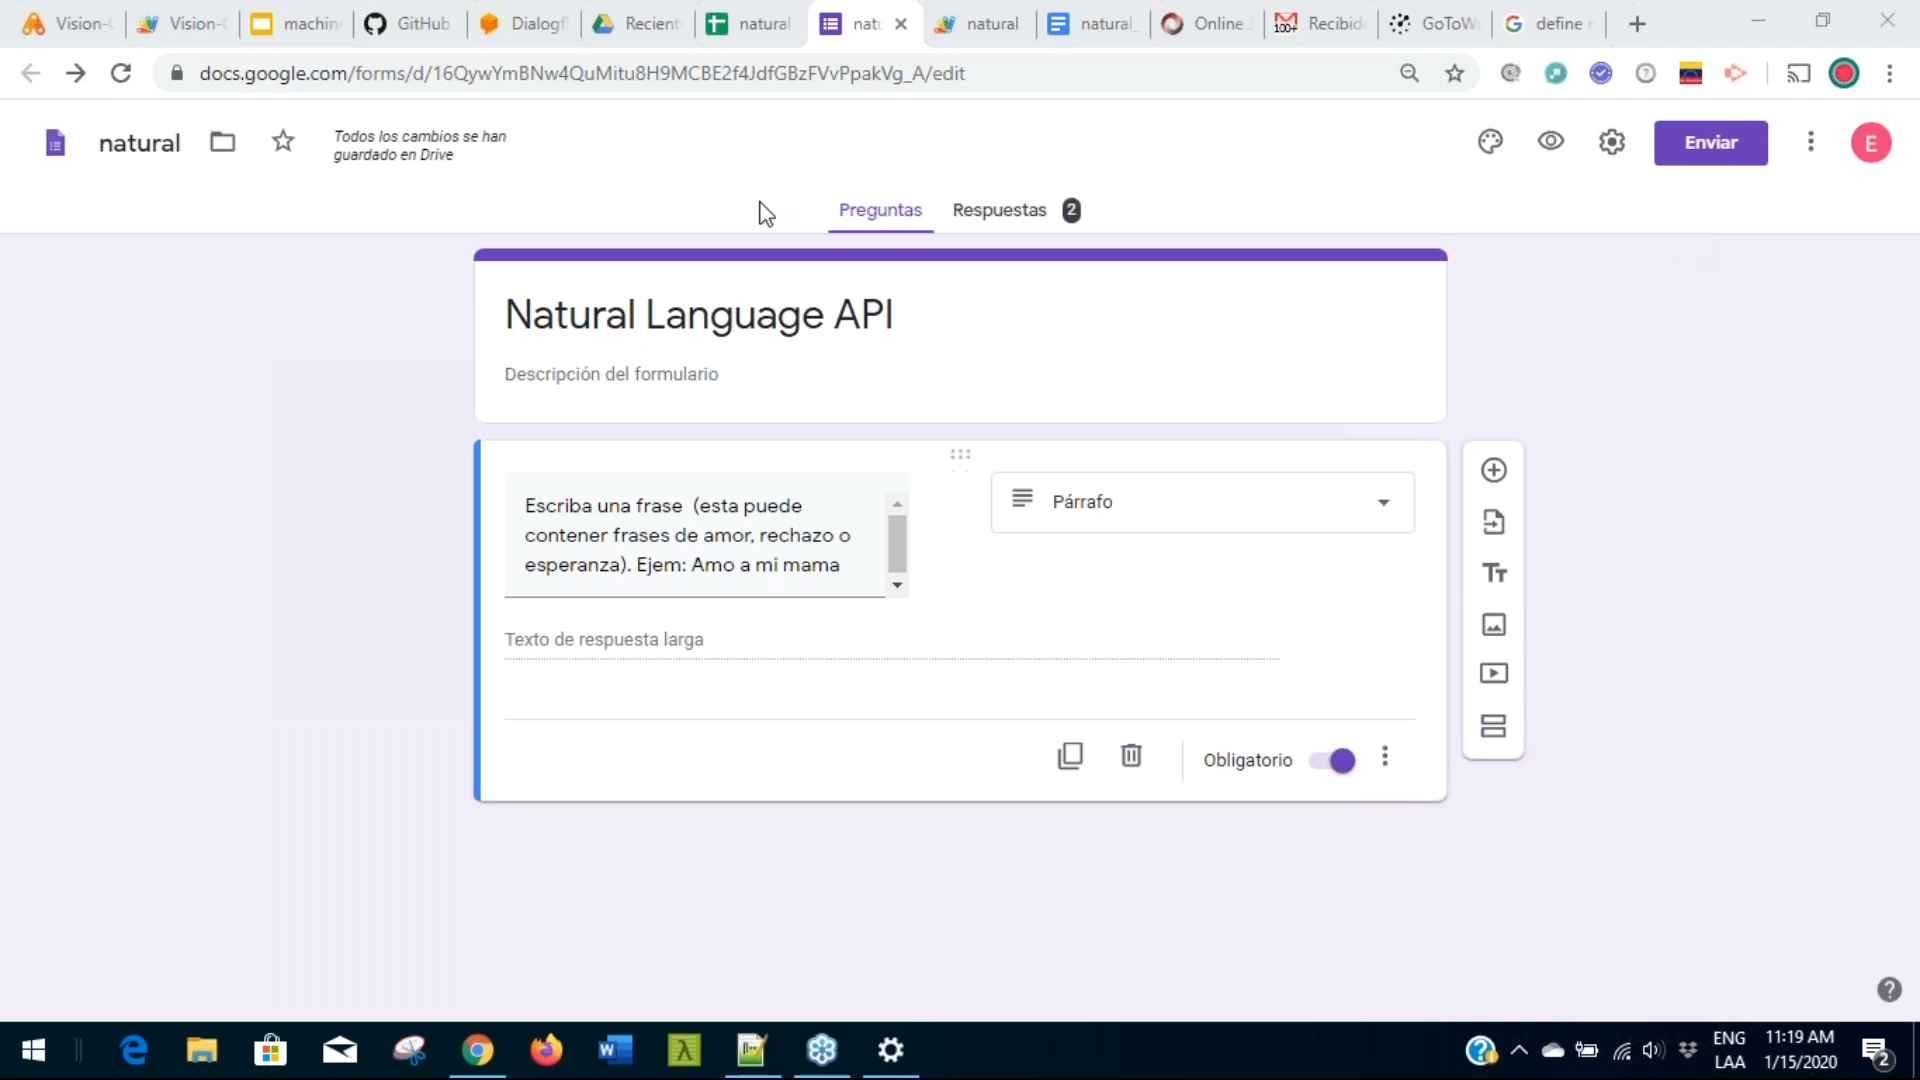 Vision-
Vision-
machin
GitHub
Dialogf
Recient
natural
natu
natural
natural_
Online
Recibid
GoToW
define
docs.google.com/forms/d/16QywYmBNw4QuMitu8H9MCBE2f4JdfGBzFVvPpakVg_A/edit
natural
Todos los cambios se han
guardado en Drive
Enviar
E
Preguntas
Respuestas 2
Natural Language API
Descripción del formulario
Escriba una frase (esta puede
contener frases de amor, rechazo o
esperanza). Ejem: Amo a mi mama
Párrafo
Texto de respuesta larga
Obligatorio
ENG
LAA
11:19 AM
1/15/2020
2